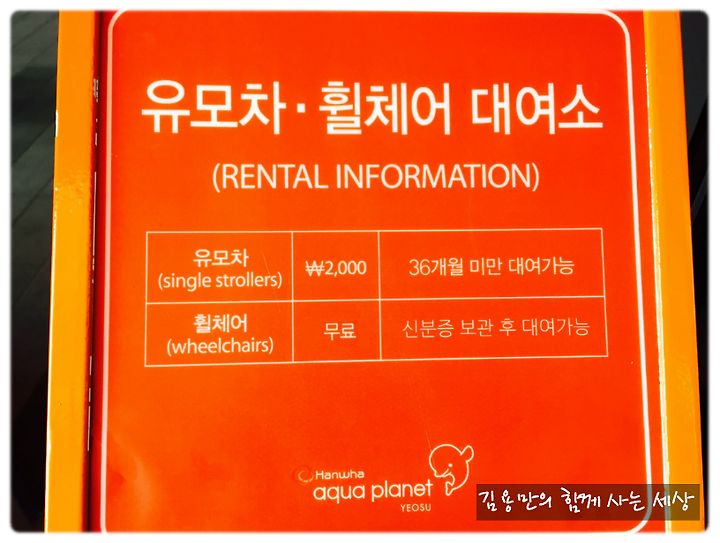 유모차·휠체어 대여소
(RENTAL INFORMATION)
유모차
(single strollers)
₩2,000
36개월 미만 대여가능
휠체어
(wheelchairs)
무료
신분증 보관 후 대여가능
Hanwha
aqua planet
YEOSU
김용만의 함께 사는 세상